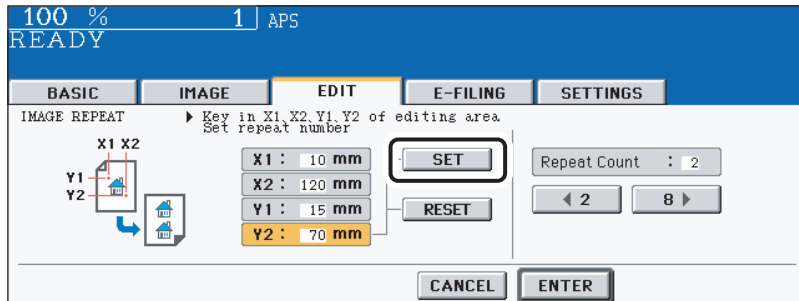 100 % 1 APS
READY
BASIC IMAGE EDIT E-FILING SETTINGS
IMAGE REPEAT ▶ Key in X1, X2, Y1, Y2 of editing area
Set repeat number
X1 X2
Y1
Y2
X1 : 10 mm
X2 : 120 mm
Y1 : 15 mm
Y2 : 70 mm
SET
RESET
Repeat Count : 2
◀ 2 8 ▶
CANCEL ENTER